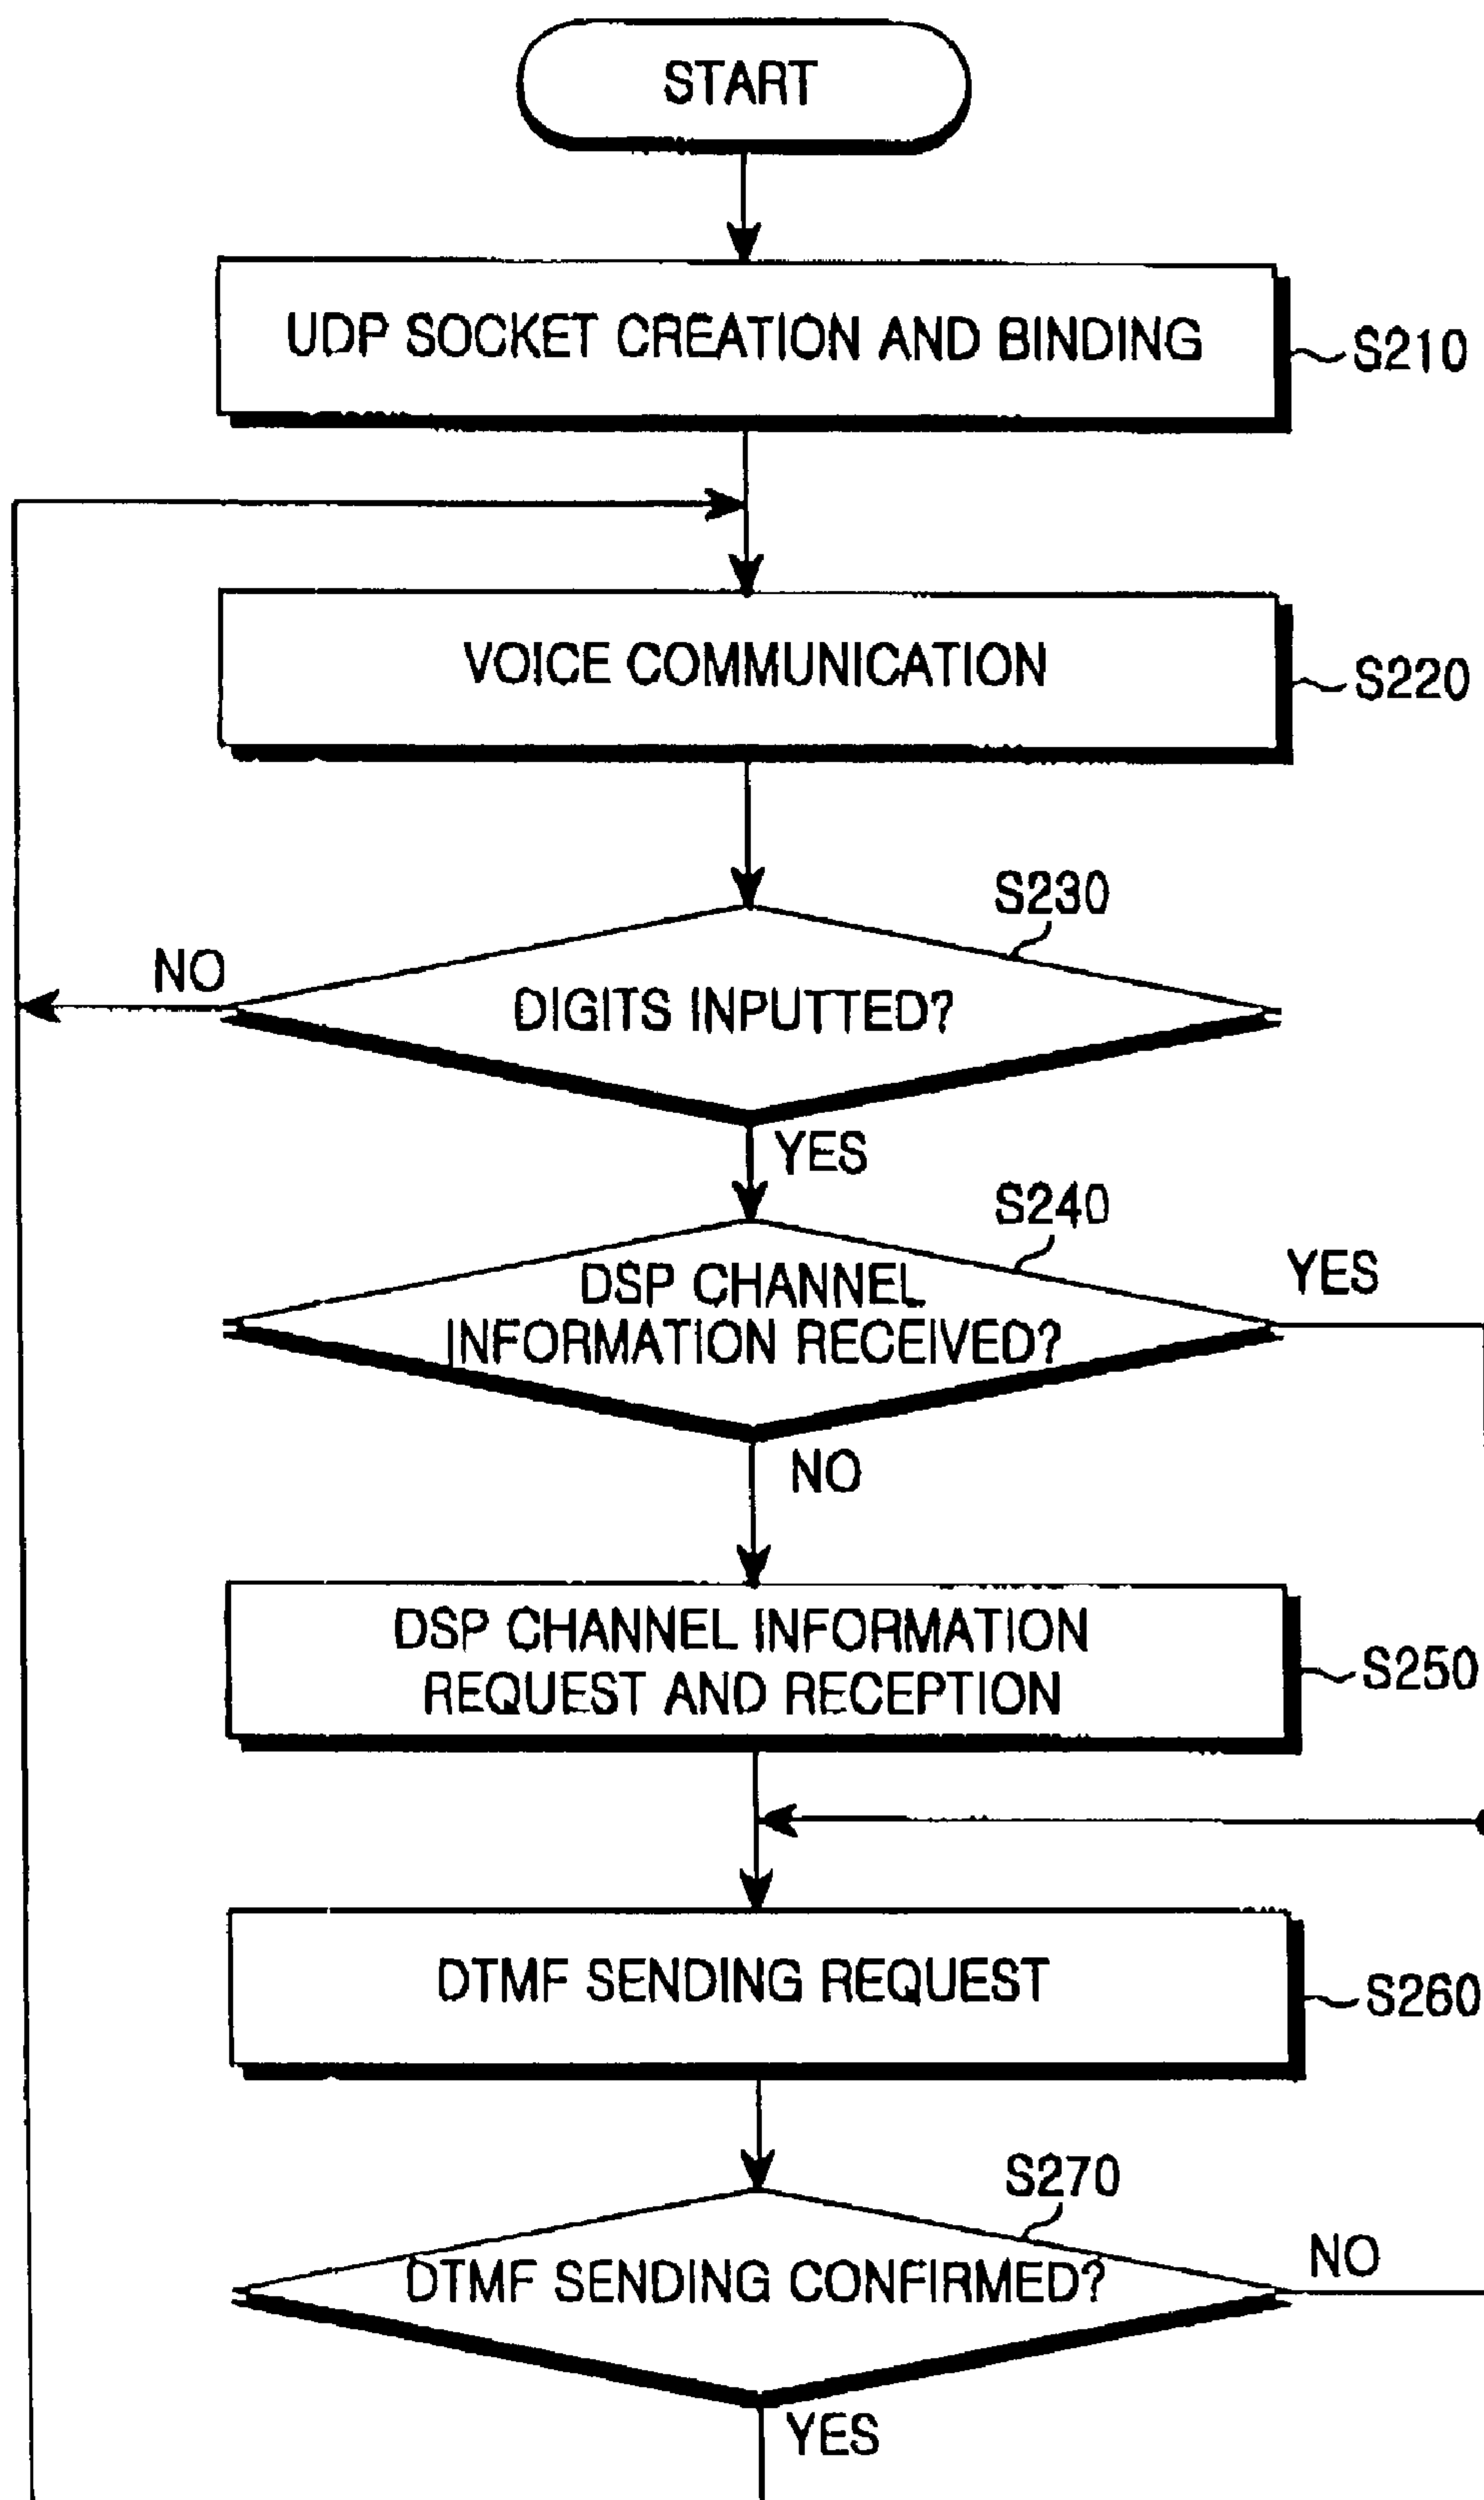 START
UDP SOCKET CREATION AND BINDING
S210
VOICE COMMUNICATION
S220
S230
NO
DIGITS INPUTTED?
YES
S240
YES
DSP CHANNEL
INFORMATION RECEIVED?
NO
DSP CHANNEL INFORMATION
REQUEST AND RECEPTION
S250
DTMF SENDING REQUEST
S260
S270
NO
DTMF SENDING CONFIRMED?
YES